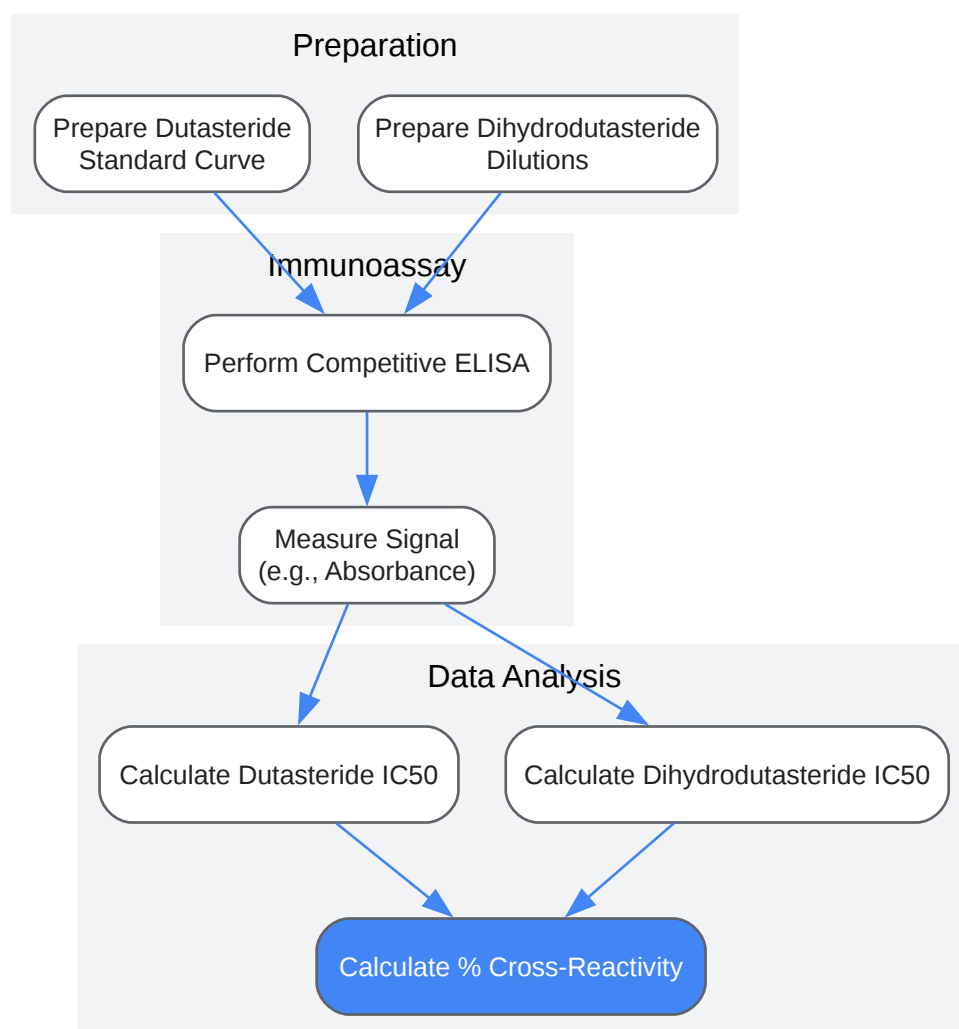 Preparation
Prepare Dutasteride
Standard Curve
Prepare Dihydrodutasteride
Dilutions
Immunoassay
Perform Competitive ELISA
Measure Signal
(e.g., Absorbance)
Data Analysis
Calculate Dutasteride IC50
Calculate Dihydrodutasteride IC50
Calculate % Cross-Reactivity